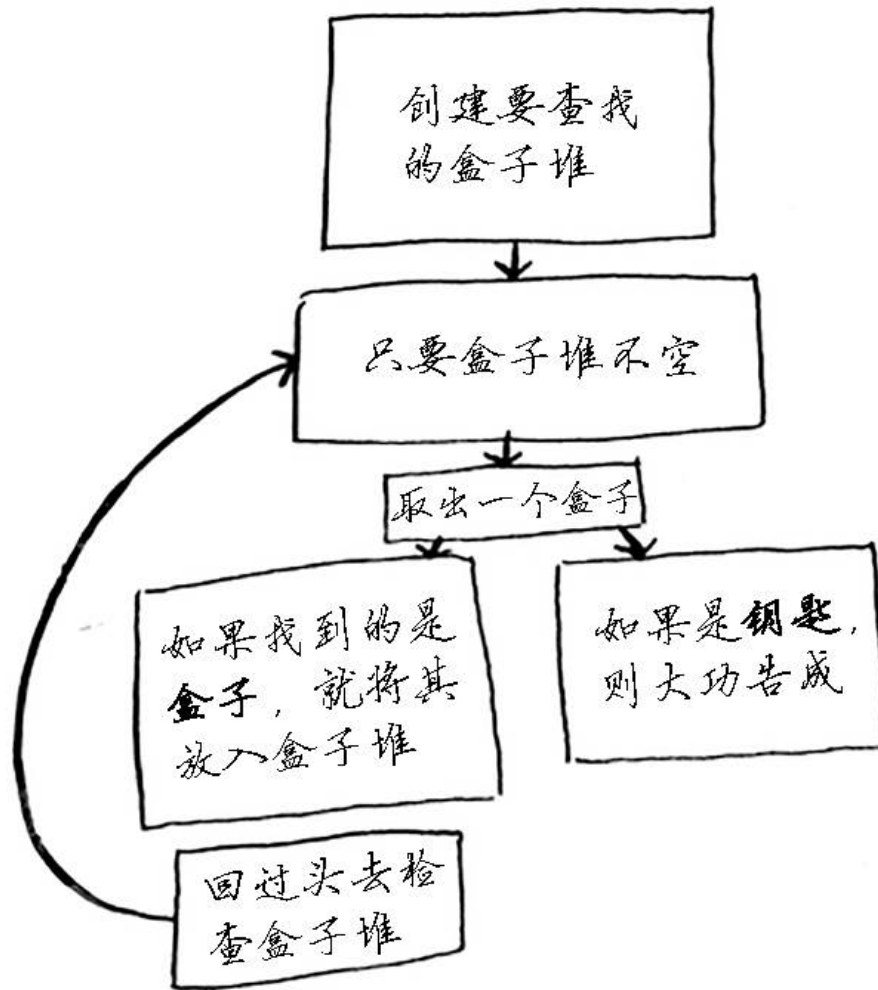 创建要查找
的盒子堆
只要盒子堆不空
取出一个盒子
如果找到的是
盒子，就将其
放入盒子堆
如果是钥匙，
则大功告成
回过头去检
查盒子堆